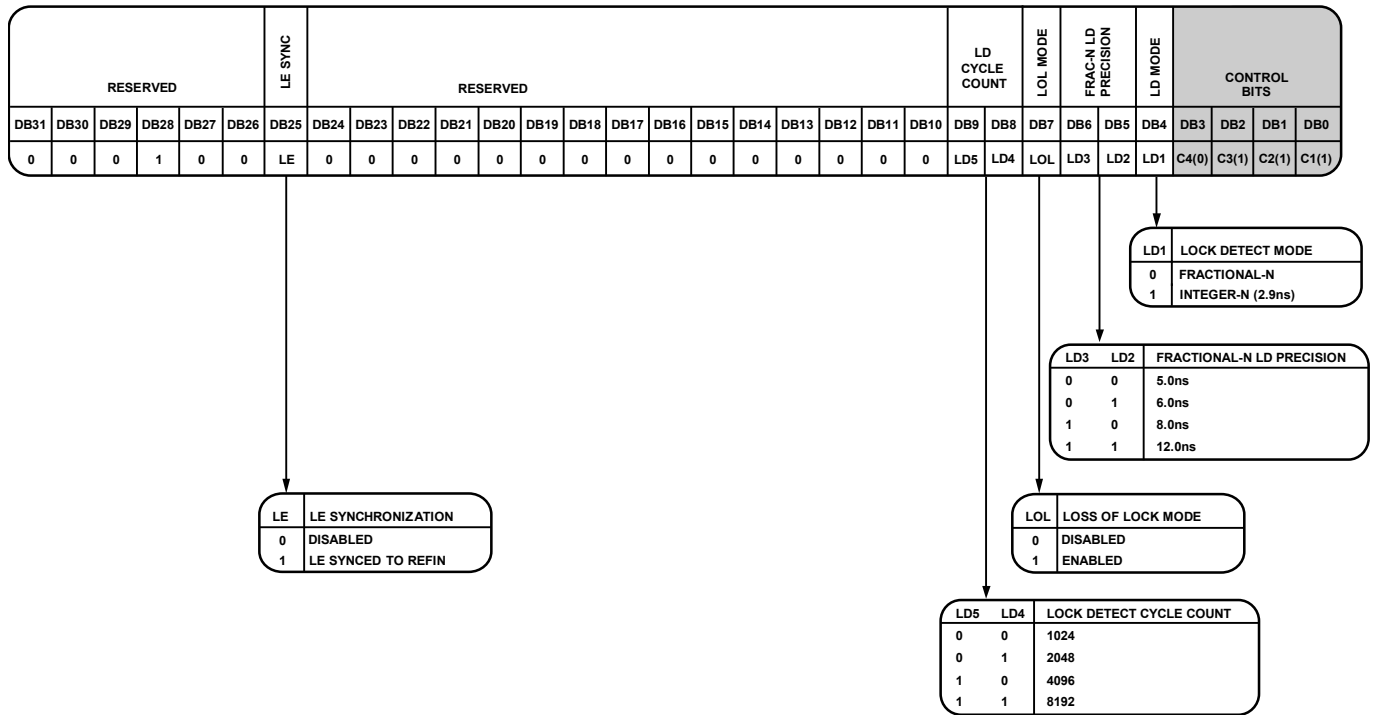 RESERVED LE SYNC RESERVED LD CYCLE COUNT LOL MODE FRAC-N LD PRECISION LD MODE CONTROL BITS
DB31 DB30 DB29 DB28 DB27 DB26 DB25 DB24 DB23 DB22 DB21 DB20 DB19 DB18 DB17 DB16 DB15 DB14 DB13 DB12 DB11 DB10 DB9 DB8 DB7 DB6 DB5 DB4 DB3 DB2 DB1 DB0
0 0 0 1 0 0 LE 0 0 0 0 0 0 0 0 0 0 0 0 0 0 0 LD5 LD4 LOL LD3 LD2 LD1 C4(0) C3(1) C2(1) C1(1)
LD1 LOCK DETECT MODE
0 FRACTIONAL-N
1 INTEGER-N (2.9ns)
LD3 LD2 FRACTIONAL-N LD PRECISION
0 0 5.0ns
0 1 6.0ns
1 0 8.0ns
1 1 12.0ns
LE LE SYNCHRONIZATION
0 DISABLED
1 LE SYNCED TO REFIN
LOL LOSS OF LOCK MODE
0 DISABLED
1 ENABLED
LD5 LD4 LOCK DETECT CYCLE COUNT
0 0 1024
0 1 2048
1 0 4096
1 1 8192